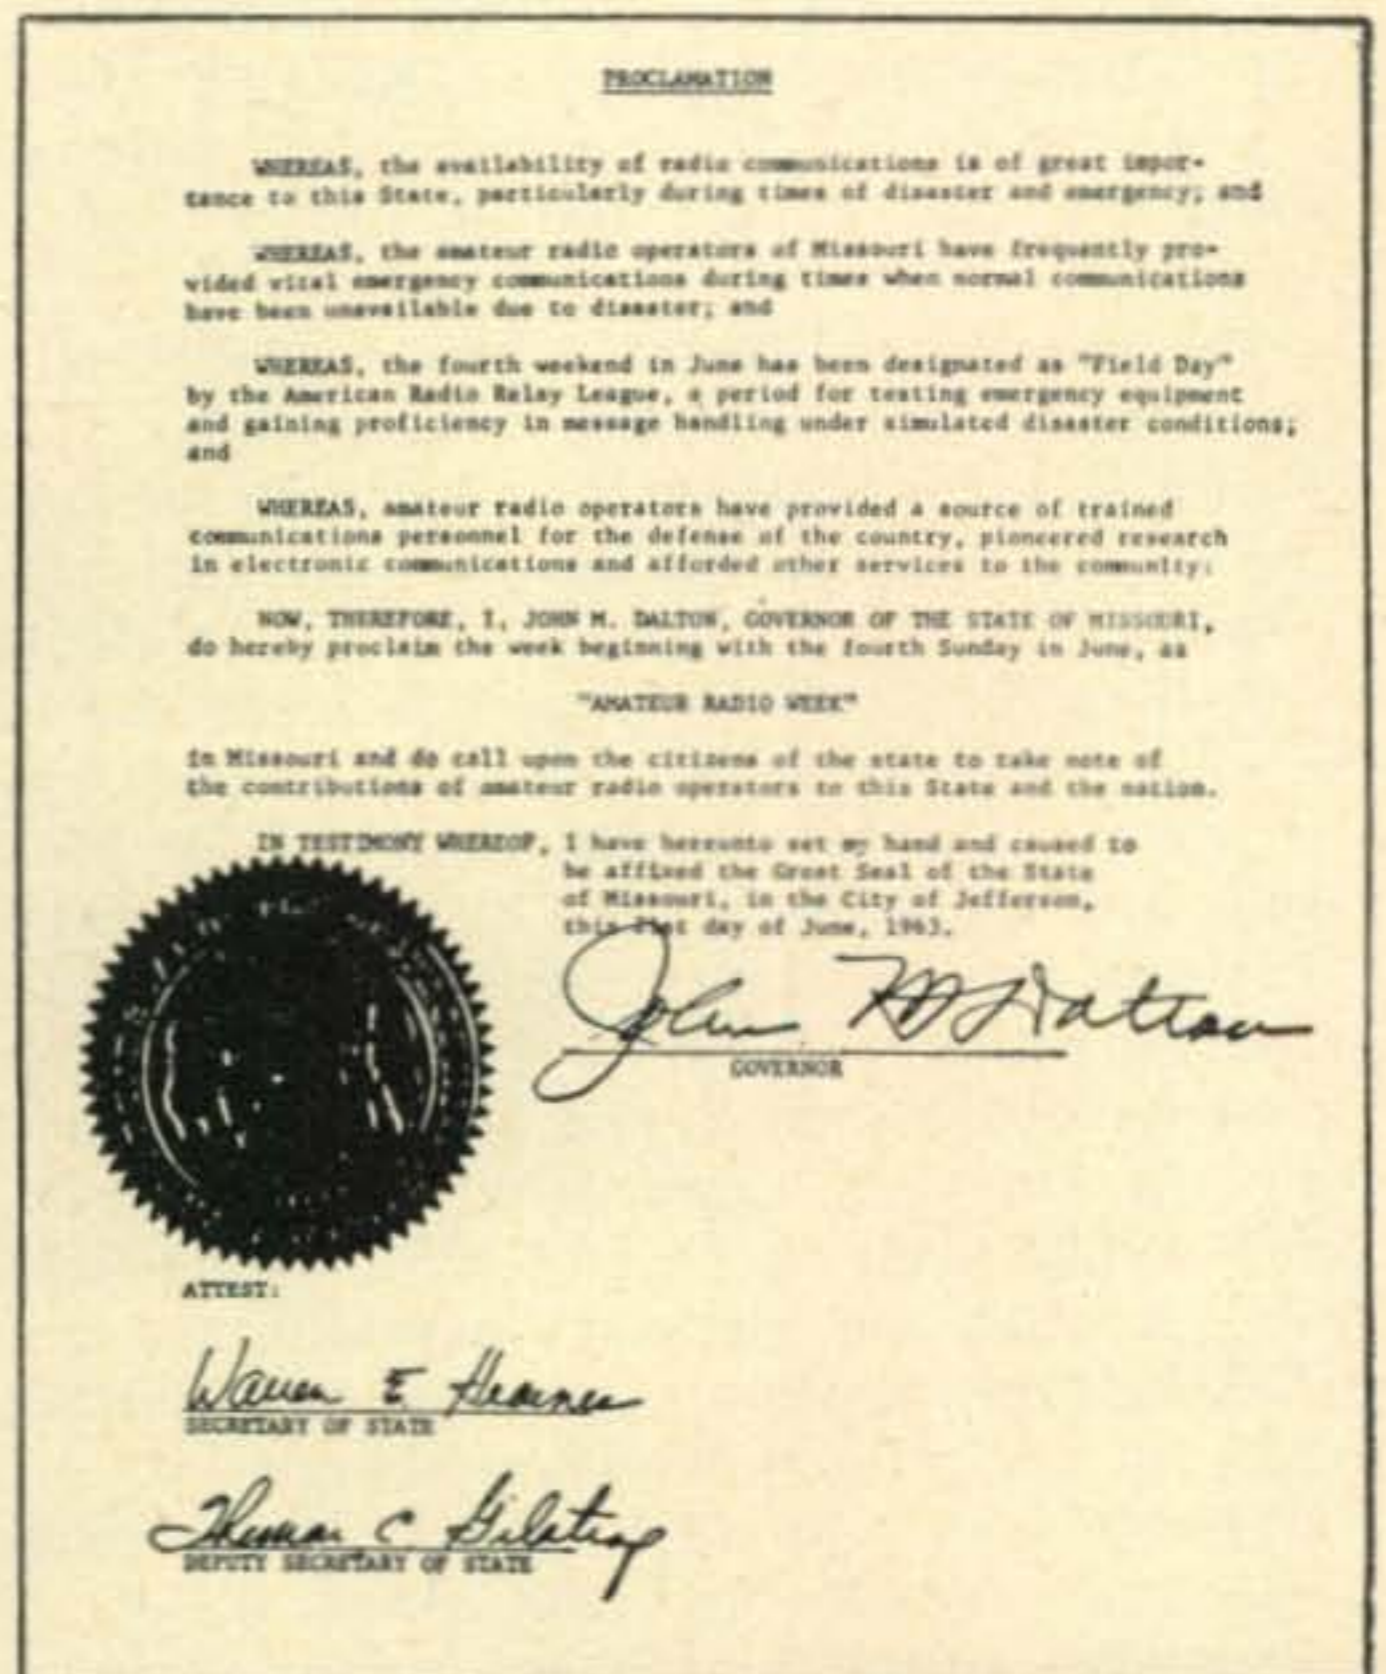 PROCLAMATION
WHEREAS, the availability of radio communications is of great impor-
tance to this State, particularly during times of disaster and emergency; and
WHEREAS, the amateur radio operators of Missouri have frequently pro-
vided vital emergency communications during times when normal communications
have been unavailable due to disaster; and
WHEREAS, the fourth weekend in June has been designated as "Field Day"
by the American Radio Relay League, a period for testing emergency equipment
and gaining proficiency in message handling under simulated disaster conditions;
and
WHEREAS, amateur radio operators have provided a source of trained
communications personnel for the defense of the country, pioneered research
in electronic communications and afforded other services to the community:
NOW, THEREFORE, I, JOHN M. DALTON, GOVERNOR OF THE STATE OF MISSOURI,
do hereby proclaim the week beginning with the fourth Sunday in June, as
"AMATEUR RADIO WEEK"
in Missouri and do call upon the citizens of the state to take note of
the contributions of amateur radio operators to this State and the nation.
IN TESTIMONY WHEREOF, I have hereunto set my hand and caused to
be affixed the Great Seal of the State
of Missouri, in the City of Jefferson,
this day of June, 1963.
John M Dalton
GOVERNOR
ATTEST:
Warren E Hearnes
SECRETARY OF STATE
Thomas C
DEPUTY SECRETARY OF STATE